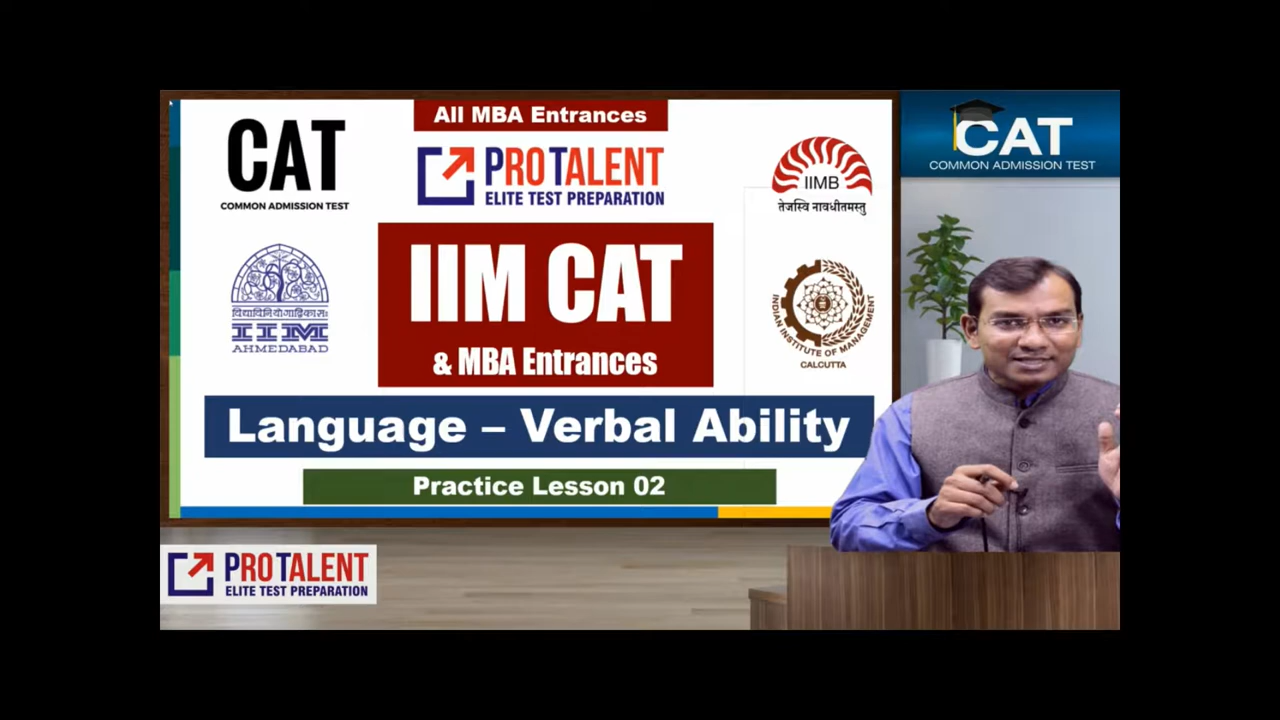 All MBA Entrances
CAT
COMMON ADMISSION TEST
PROTALENT
ELITE TEST PREPARATION
IIMB
तेजस्वि नावधीतमस्तु
CAT
COMMON ADMISSION TEST
IIM CAT
& MBA Entrances
IIM
AHMEDABAD
INDIAN INSTITUTE OF MANAGEMENT
CALCUTTA
Language – Verbal Ability
Practice Lesson 02
PROTALENT
ELITE TEST PREPARATION